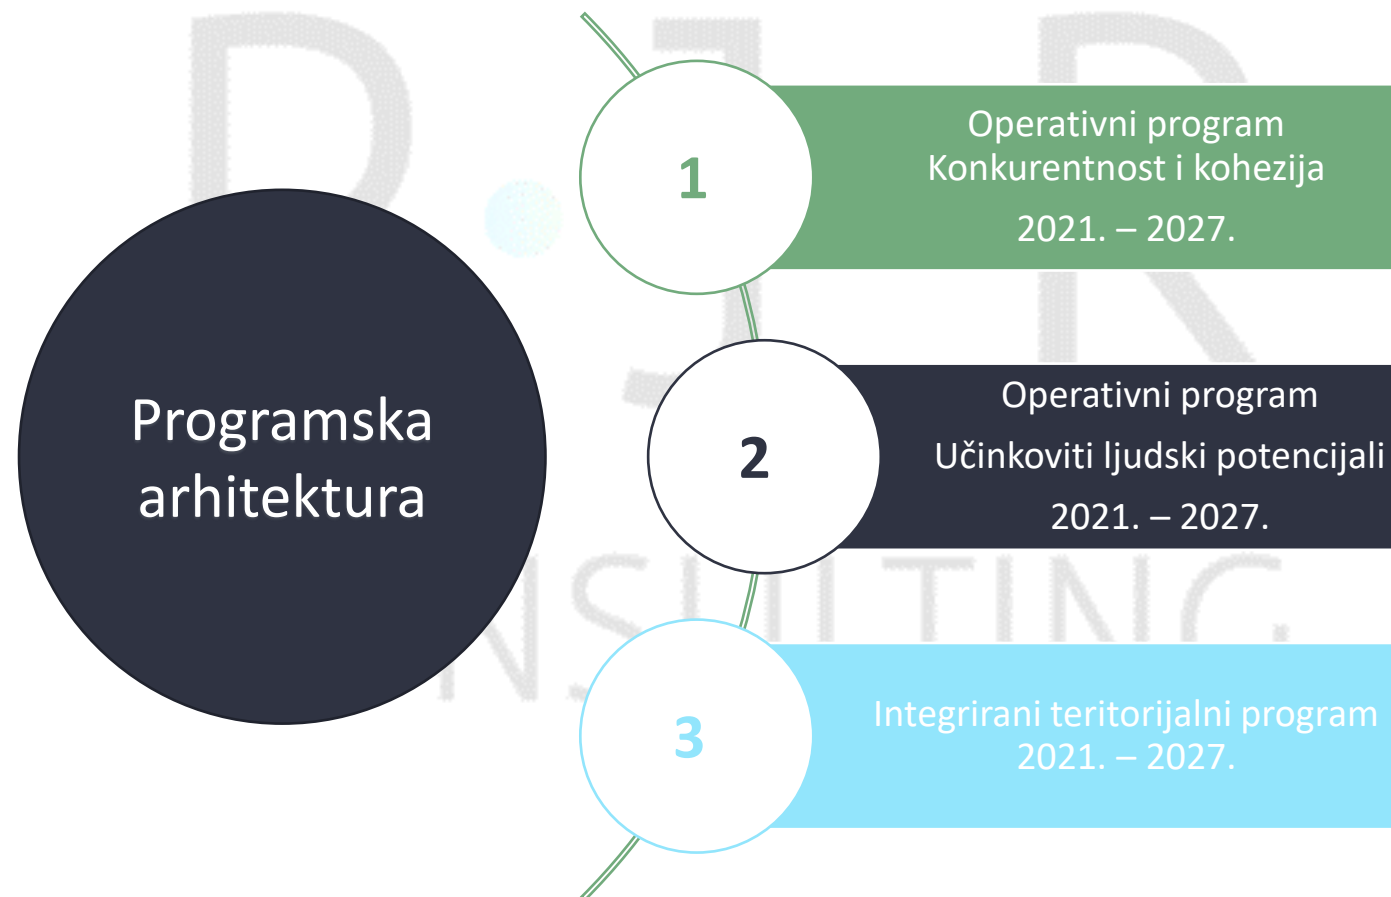 Programska
arhitektura
1
Operativni program
Konkurentnost i kohezija
2021. – 2027.
2
Operativni program
Učinkoviti ljudski potencijali
2021. – 2027.
3
Integrirani teritorijalni program
2021. – 2027.